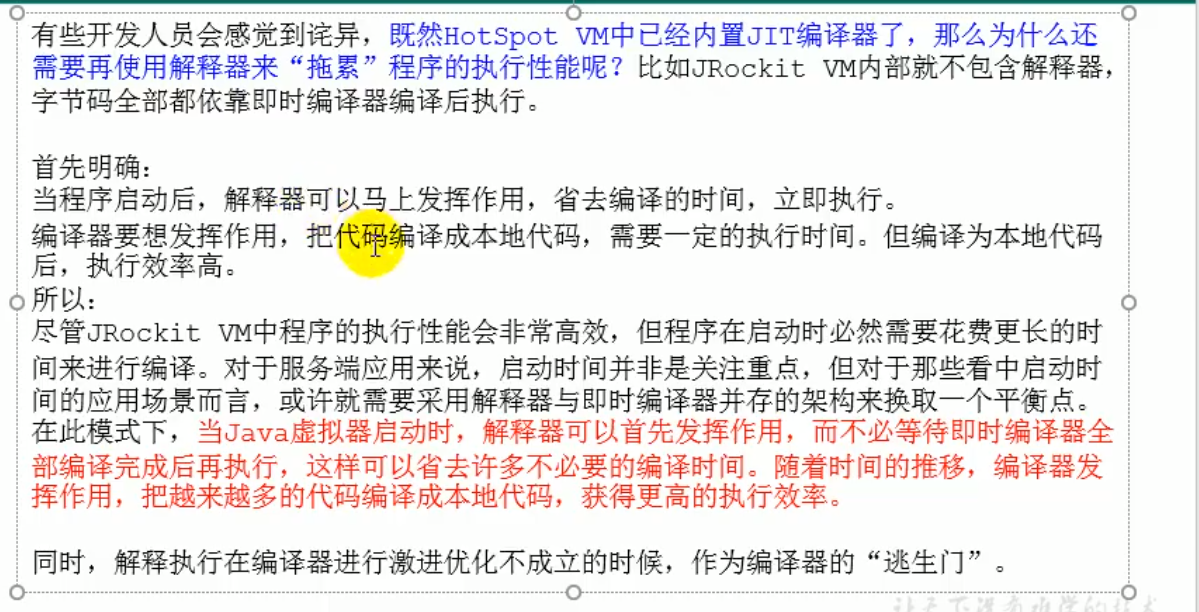 有些开发人员会感觉到诧异，既然HotSpot VM中已经内置JIT编译器了，那么为什么还
需要再使用解释器来“拖累”程序的执行性能呢？比如JRockit VM内部就不包含解释器，
字节码全部都依靠即时编译器编译后执行。
首先明确：
当程序启动后，解释器可以马上发挥作用，省去编译的时间，立即执行。
编译器要想发挥作用，把代码编译成本地代码，需要一定的执行时间。但编译为本地代码
后，执行效率高。
所以：
尽管JRockit VM中程序的执行性能会非常高效，但程序在启动时必然需要花费更长的时
间来进行编译。对于服务端应用来说，启动时间并非是关注重点，但对于那些看中启动时
间的应用场景而言，或许就需要采用解释器与即时编译器并存的架构来换取一个平衡点。
在此模式下，当Java虚拟器启动时，解释器可以首先发挥作用，而不必等待即时编译器全
部编译完成后再执行，这样可以省去许多不必要的编译时间。随着时间的推移，编译器发
挥作用，把越来越多的代码编译成本地代码，获得更高的执行效率。
同时，解释执行在编译器进行激进优化不成立的时候，作为编译器的“逃生门”。